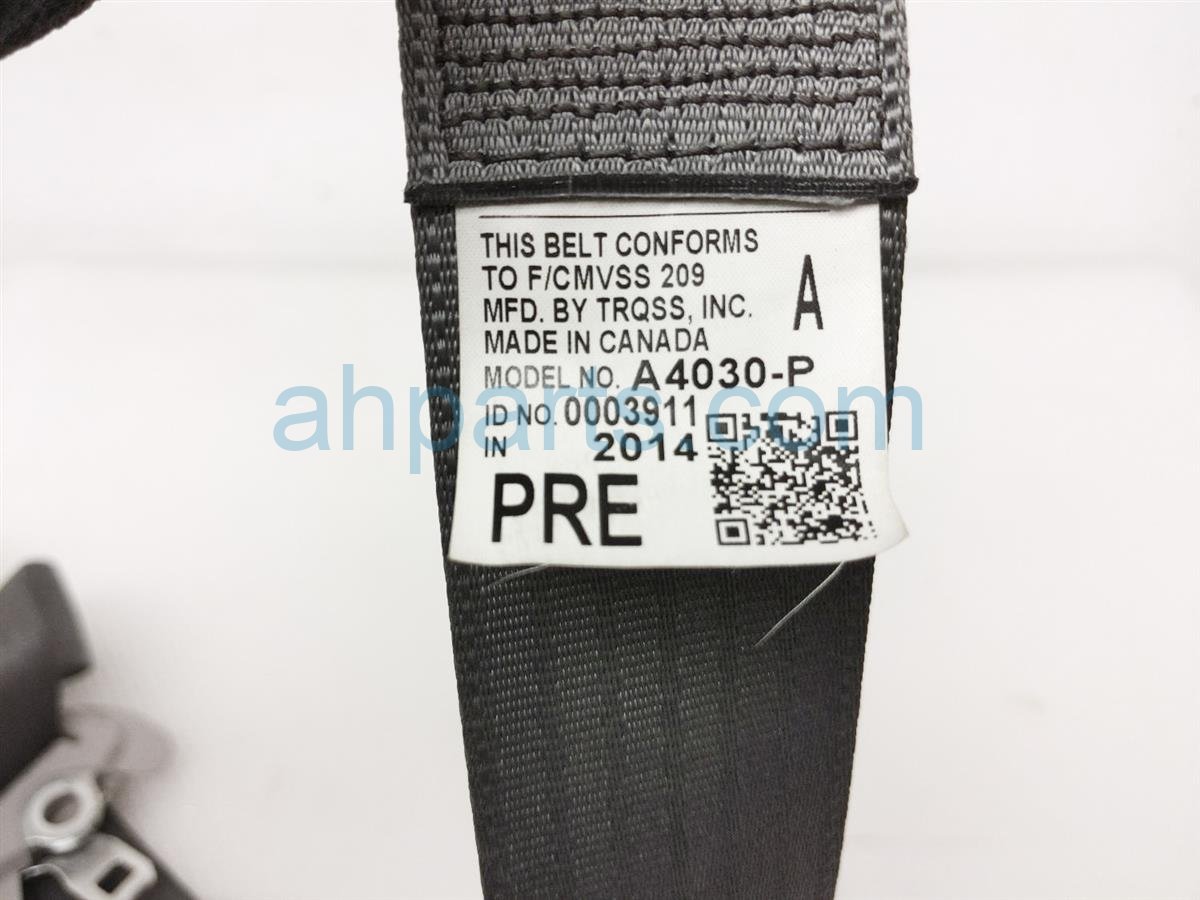 THIS BELT CONFORMS
TO F/CMVSS 209
A
MFD. BY TRQSS, INC.
MADE IN CANADA
MODEL NO. A4030-P
ID NO. 0003911
IN 2014
PRE
ahparts.com